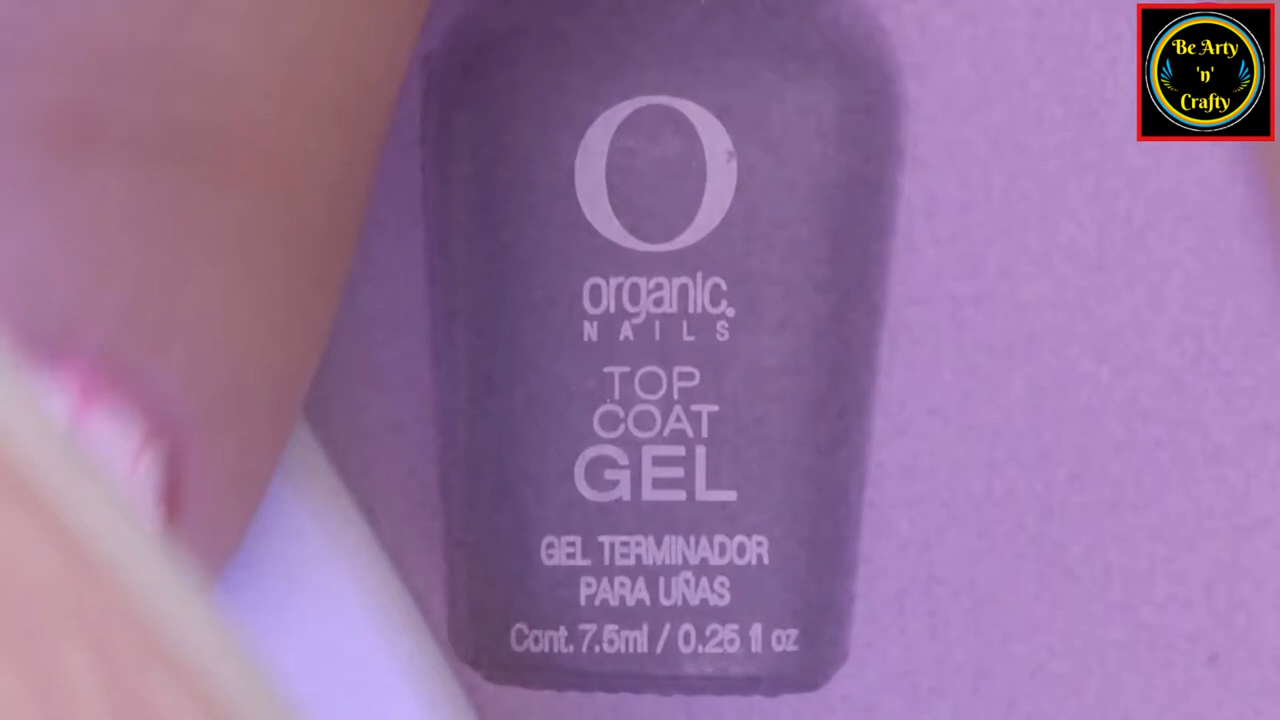 O
organic.
NAILS
TOP
COAT
GEL
GEL TERMINADOR
PARA UÑAS
Cont. 7.5ml / 0.25 fl oz
Be Arty
'n'
Crafty